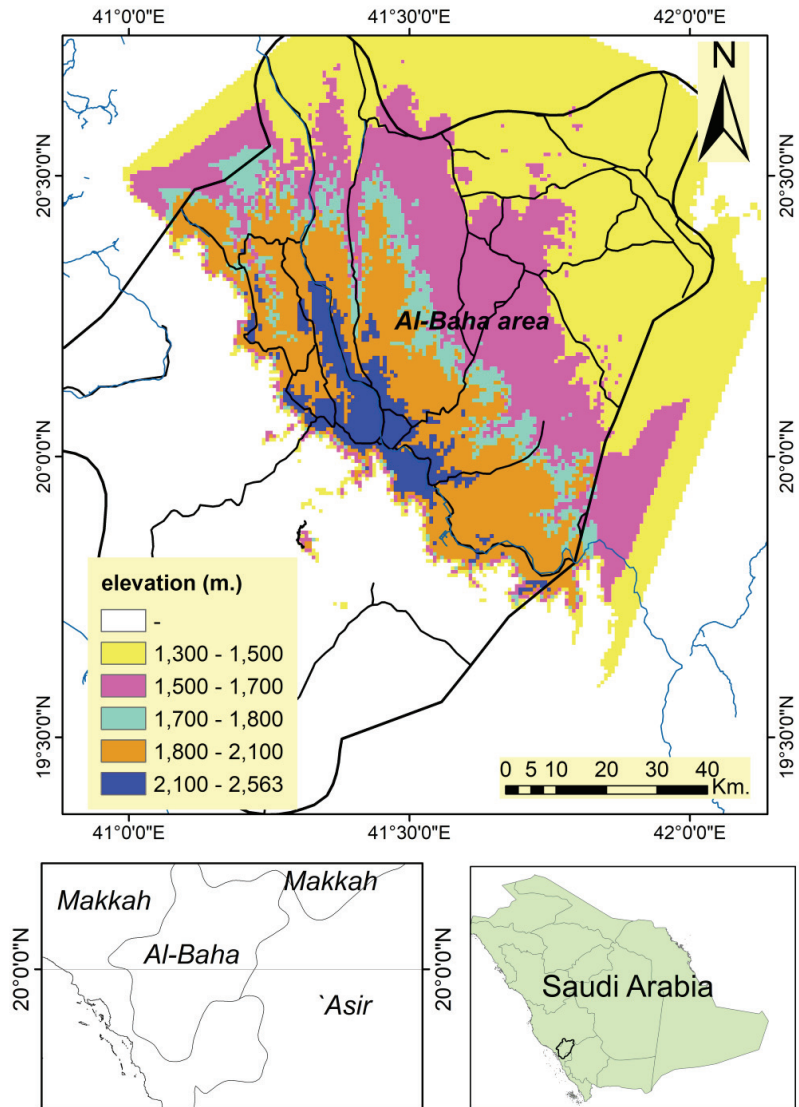 41°0'0"E 41°30'0"E 42°0'0"E
N
20°30'0"N
20°0'0"N
19°30'0"N
20°30'0"N
20°0'0"N
19°30'0"N
Al-Baha area
elevation (m.)
-
1,300 - 1,500
1,500 - 1,700
1,700 - 1,800
1,800 - 2,100
2,100 - 2,563
0 5 10 20 30 40
Km.
41°0'0"E 41°30'0"E 42°0'0"E
Makkah
Makkah
Al-Baha
`Asir
20°0'0"N
20°0'0"N
Saudi Arabia